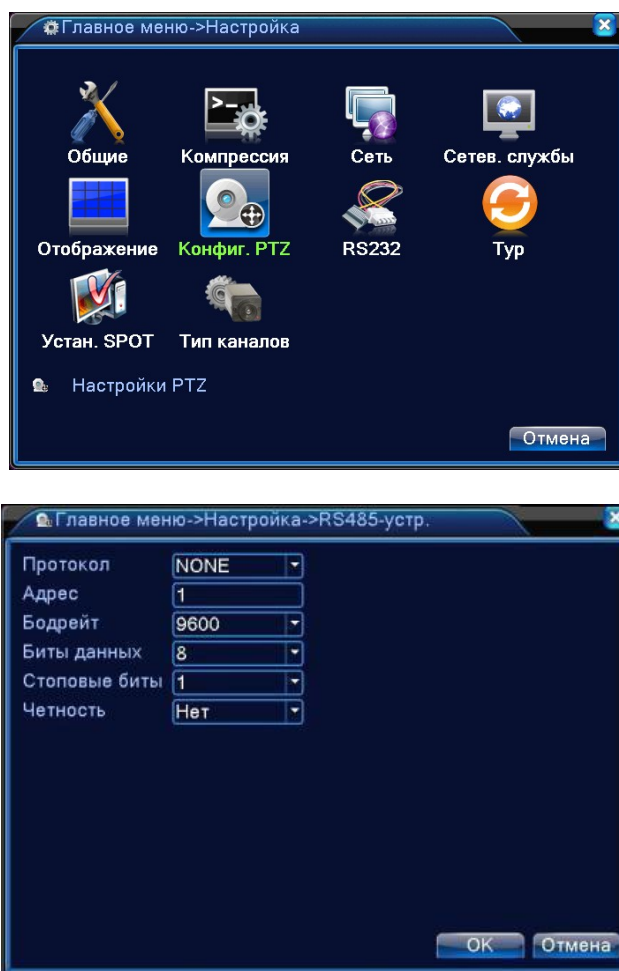 Главное меню->Настройка
Общие Компрессия Сеть Сетев. службы
Отображение Конфиг. PTZ RS232 Тур
Устан. SPOT Тип каналов
Настройки PTZ
Отмена
Главное меню->Настройка->RS485-устр.
Протокол NONE
Адрес 1
Бодрейт 9600
Биты данных 8
Стоповые биты 1
Четность Нет
OK Отмена